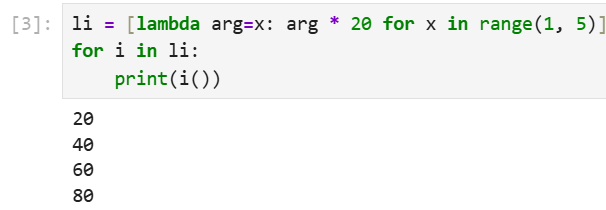 [3]: li = [lambda arg=x: arg * 20 for x in range(1, 5)]
for i in li:
    print(i())
20
40
60
80